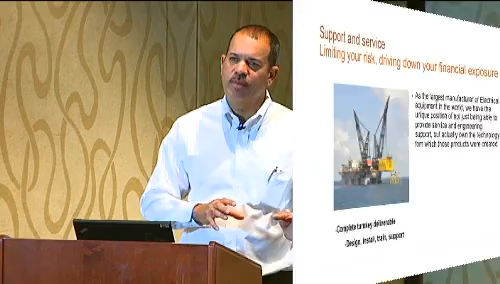 Support and service
Limiting your risk, driving down your financial exposure
- As the largest manufacturer of Electrical
equipment in the world, we have the
unique position of not just being able to
provide service and engineering
support, but actually own the technology
form which those products were created
-Complete turnkey deliverable
-Design, install, train, support